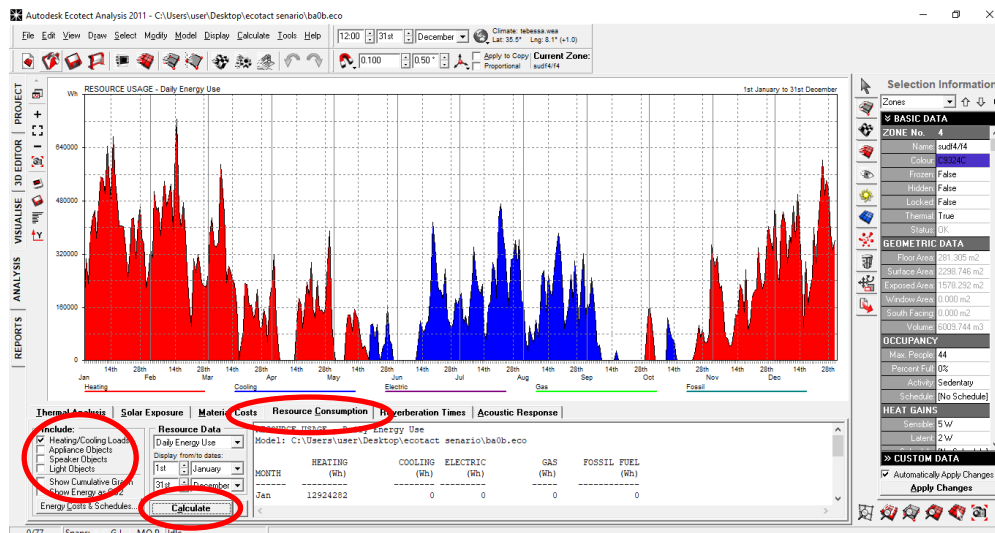 Autodesk Ecotect Analysis 2011 - C:\Users\user\Desktop\ecotact senario\ba0b.eco
File Edit View Draw Select Modify Model Display Calculate Tools Help 12:00 31st December Climate: tebessa.wea
Lat: 35.5° Lng: 8.1° (+1.0)
0.100 0.50 ° Apply to Copy Current Zone:
Proportional sudf4/f4
PROJECT
3D EDITOR
VISUALISE
ANALYSIS
REPORTS
RESOURCE USAGE - Daily Energy Use 1st January to 31st December
Wh
640000
480000
320000
160000
0
14th 28th 14th 28th 14th 28th 14th 28th 14th 28th 14th 28th 14th 28th 14th 28th 14th 28th 14th 28th 14th 28th 14th 28th
Jan Feb Mar Apr May Jun Jul Aug Sep Oct Nov Dec
Heating Cooling Electric Gas Fossil
Thermal Analysis Solar Exposure Material Costs Resource Consumption Reverberation Times Acoustic Response
Include:
Heating/Cooling Loads
Appliance Objects
Speaker Objects
Light Objects
Show Cumulative Graph
Show Energy as CO2
Energy Costs & Schedules...
Resource Data
Daily Energy Use
Display from/to dates:
1st January
31st December
Calculate
RESOURCE USAGE - Daily Energy Use
Model: C:\Users\user\Desktop\ecotact senario\ba0b.eco
HEATING COOLING ELECTRIC GAS FOSSIL FUEL
MONTH (Wh) (Wh) (Wh) (Wh) (Wh)
Jan 12924282 0 0 0 0
Selection Information
Zones
BASIC DATA
ZONE No. 4
Name sudf4/f4
Colour C9324C
Frozen False
Hidden False
Locked False
Thermal True
Status OK
GEOMETRIC DATA
Floor Area 281.305 m2
Surface Area 2298.746 m2
Exposed Area 1578.292 m2
Window Area 0.000 m2
South Facing 0.000 m2
Volume 6009.744 m3
OCCUPANCY
Max. People 44
Percent Full 0%
Activity Sedentary
Schedule [No Schedule]
HEAT GAINS
Sensible 5 W
Latent 2 W
CUSTOM DATA
Automatically Apply Changes
Apply Changes